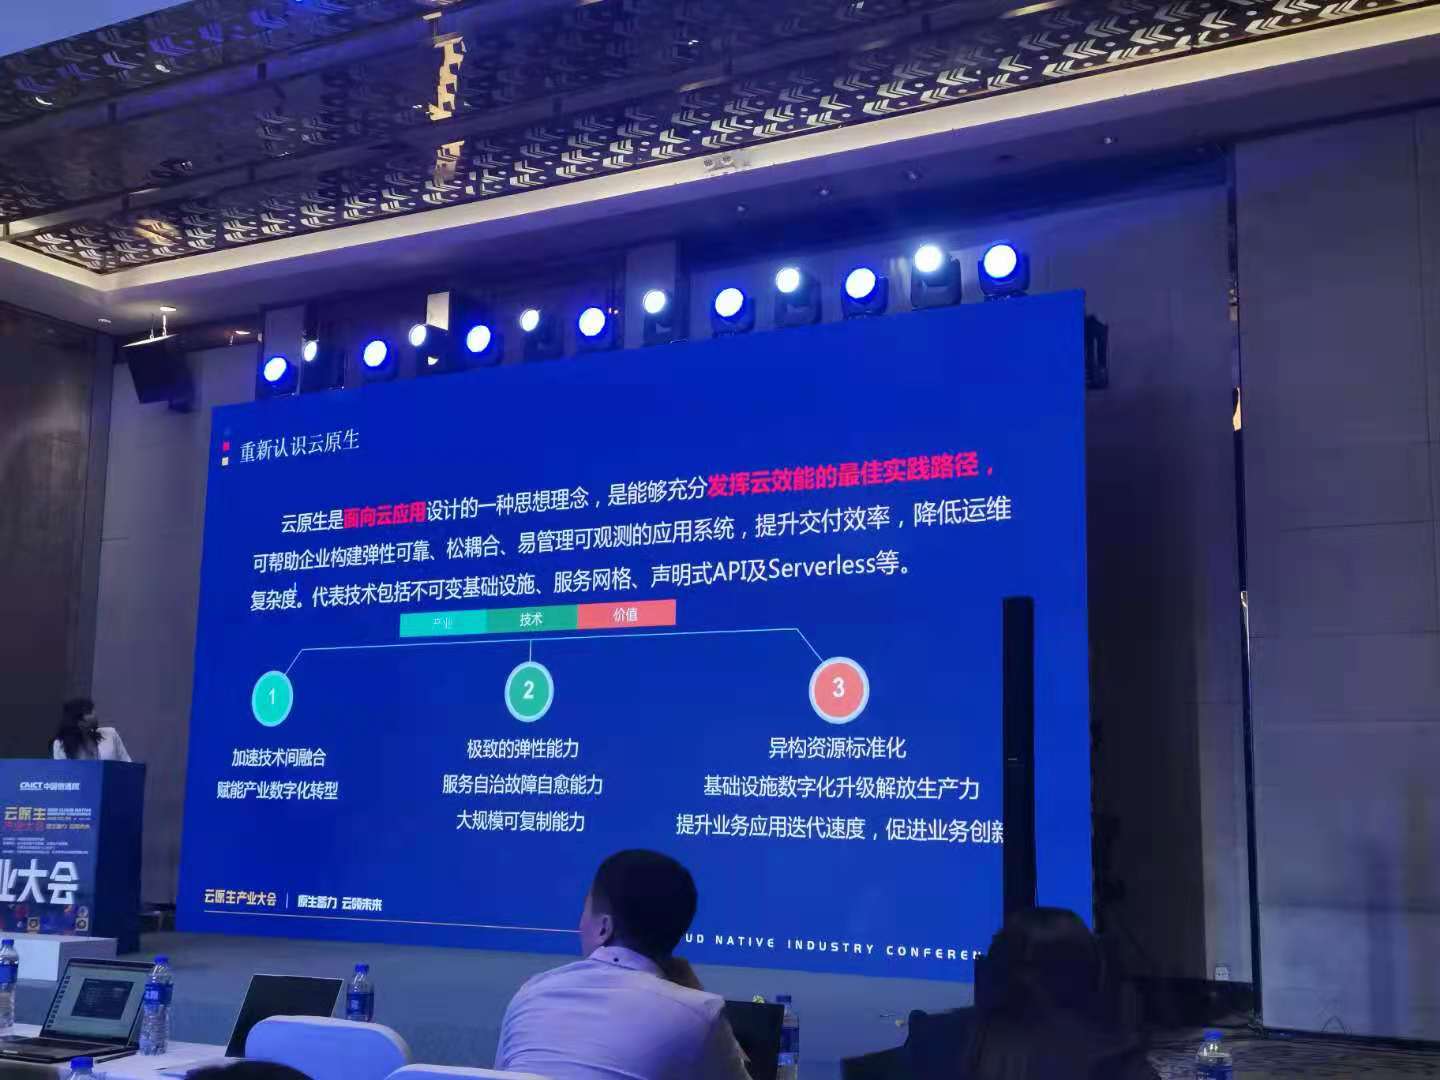 重新认识云原生
云原生是面向云应用设计的一种思想理念，是能够充分发挥云效能的最佳实践路径，
可帮助企业构建弹性可靠、松耦合、易管理可观测的应用系统，提升交付效率，降低运维
复杂度。代表技术包括不可变基础设施、服务网格、声明式API及Serverless等。
产业 技术 价值
1 2 3
加速技术间融合
赋能产业数字化转型
极致的弹性能力
服务自治故障自愈能力
大规模可复制能力
异构资源标准化
基础设施数字化升级解放生产力
提升业务应用迭代速度，促进业务创新
云原生产业大会 | 原生蓄力 云领未来
UD NATIVE INDUSTRY CONFEREN
CAICT 中国信通院
云原生
产业大会
原生蓄力 云领未来
业大会